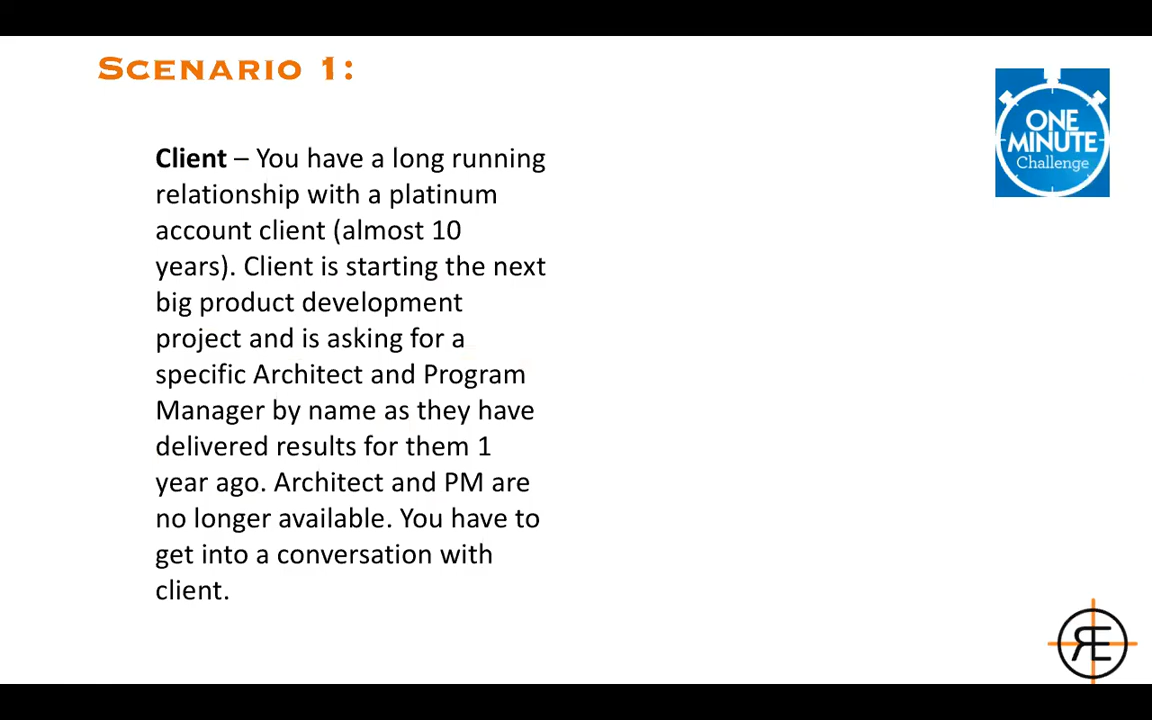 SCENARIO 1:
ONE
MINUTE
Challenge
Client – You have a long running
relationship with a platinum
account client (almost 10
years). Client is starting the next
big product development
project and is asking for a
specific Architect and Program
Manager by name as they have
delivered results for them 1
year ago. Architect and PM are
no longer available. You have to
get into a conversation with
client.
RE